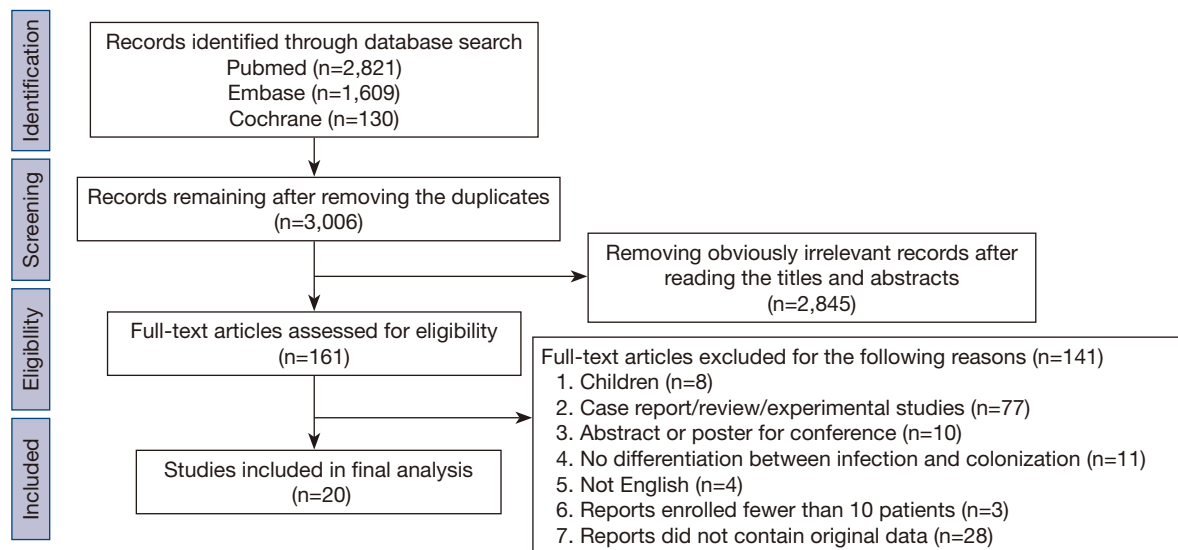 Identification
Records identified through database search
Pubmed (n=2,821)
Embase (n=1,609)
Cochrane (n=130)
Screening
Records remaining after removing the duplicates
(n=3,006)
Removing obviously irrelevant records after
reading the titles and abstracts
(n=2,845)
Eligibility
Full-text articles assessed for eligibility
(n=161)
Full-text articles excluded for the following reasons (n=141)
1. Children (n=8)
2. Case report/review/experimental studies (n=77)
3. Abstract or poster for conference (n=10)
4. No differentiation between infection and colonization (n=11)
5. Not English (n=4)
6. Reports enrolled fewer than 10 patients (n=3)
7. Reports did not contain original data (n=28)
Included
Studies included in final analysis
(n=20)